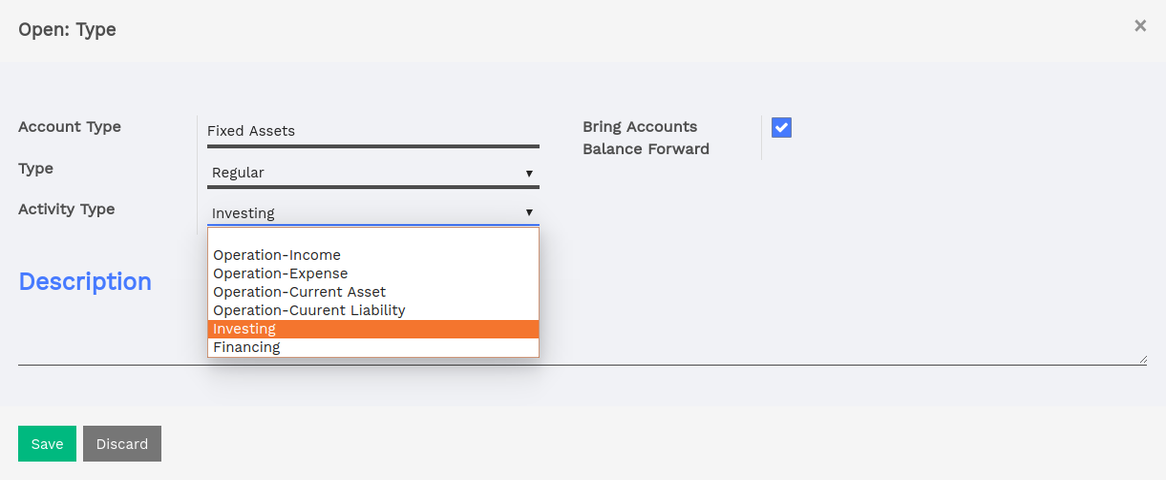 Open: Type
×
Account Type
Fixed Assets
Bring Accounts
Balance Forward
Type
Regular
Activity Type
Investing
Operation-Income
Operation-Expense
Operation-Current Asset
Operation-Cuurent Liability
Investing
Financing
Description
Save
Discard